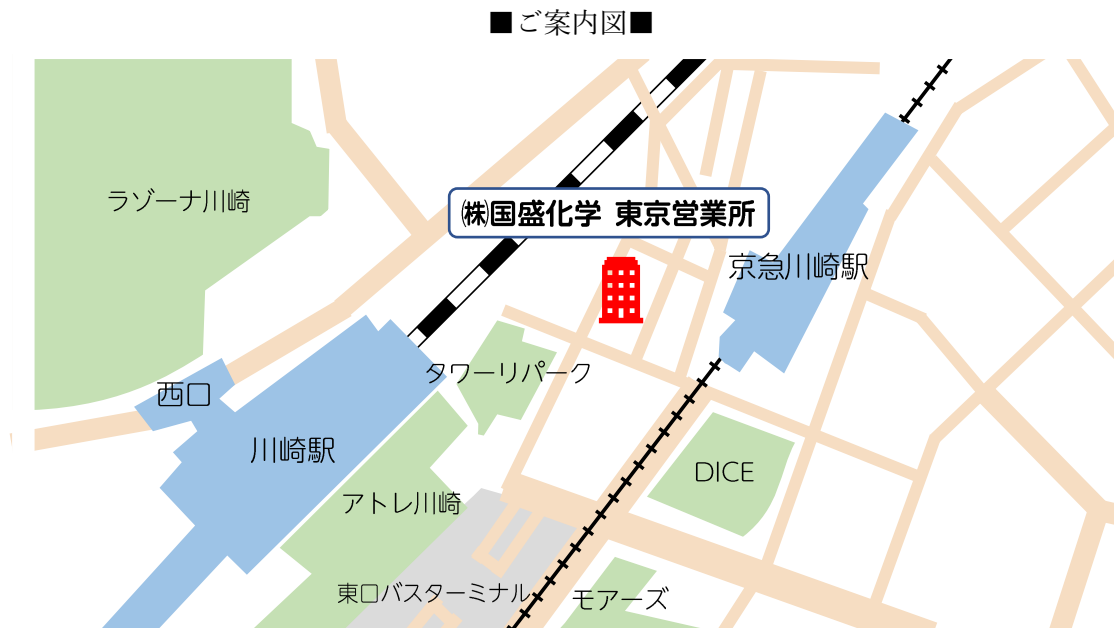 ■ご案内図■
ラゾーナ川崎
㈱国盛化学 東京営業所
京急川崎駅
タワーリパーク
西口
川崎駅
DICE
アトレ川崎
東口バスターミナル
モアーズ